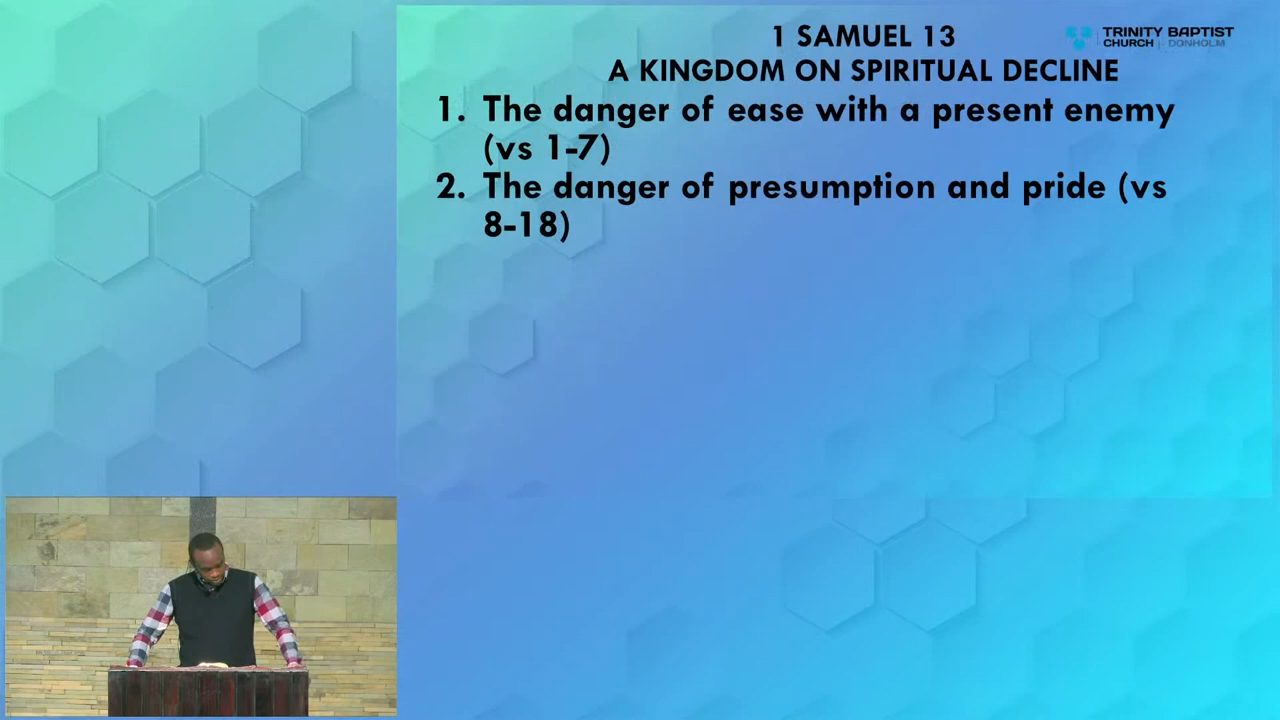 1 SAMUEL 13
TRINITY BAPTIST
CHURCH | DONHOLM
A KINGDOM ON SPIRITUAL DECLINE
1. The danger of ease with a present enemy
(vs 1-7)
2. The danger of presumption and pride (vs
8-18)